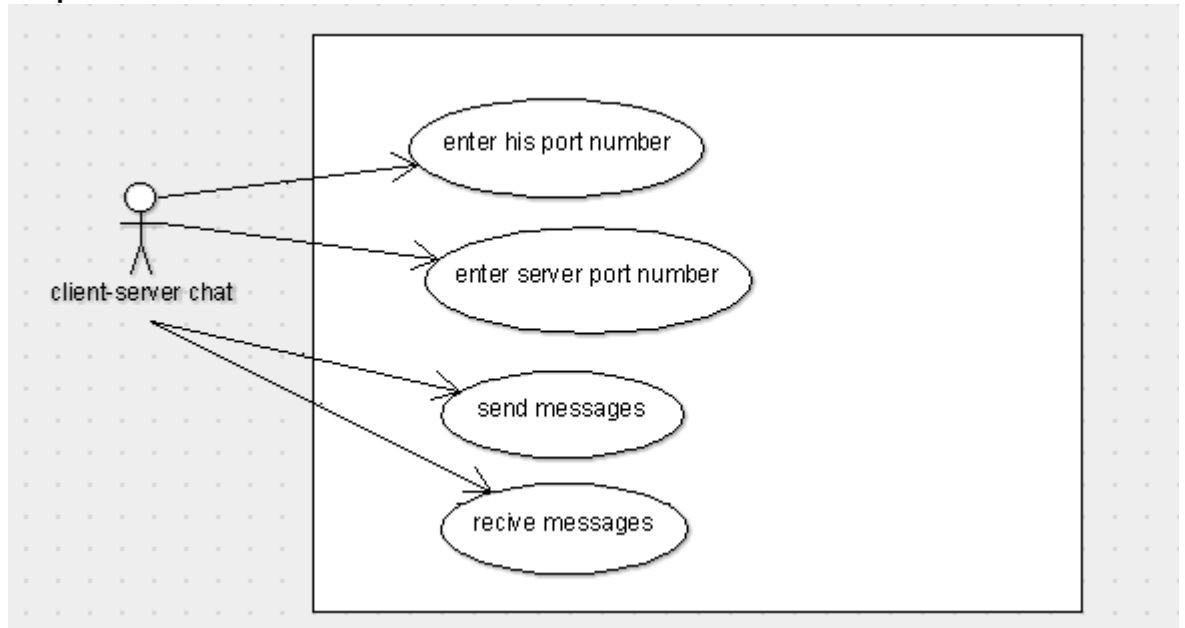 enter his port number
enter server port number
client-server chat
send messages
recive messages